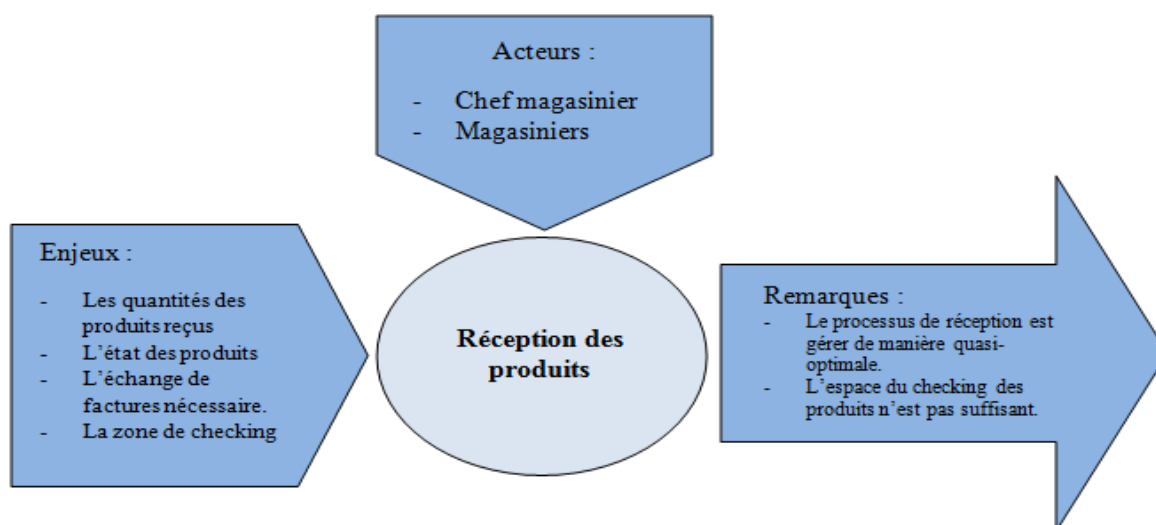 Acteurs :
- Chef magasinier
- Magasiniers
Enjeux :
- Les quantités des
produits reçus
- L’état des produits
- L’échange de
factures nécessaire.
- La zone de checking
Réception des
produits
Remarques :
- Le processus de réception est
gérer de manière quasi-
optimale.
- L’espace du checking des
produits n’est pas suffisant.